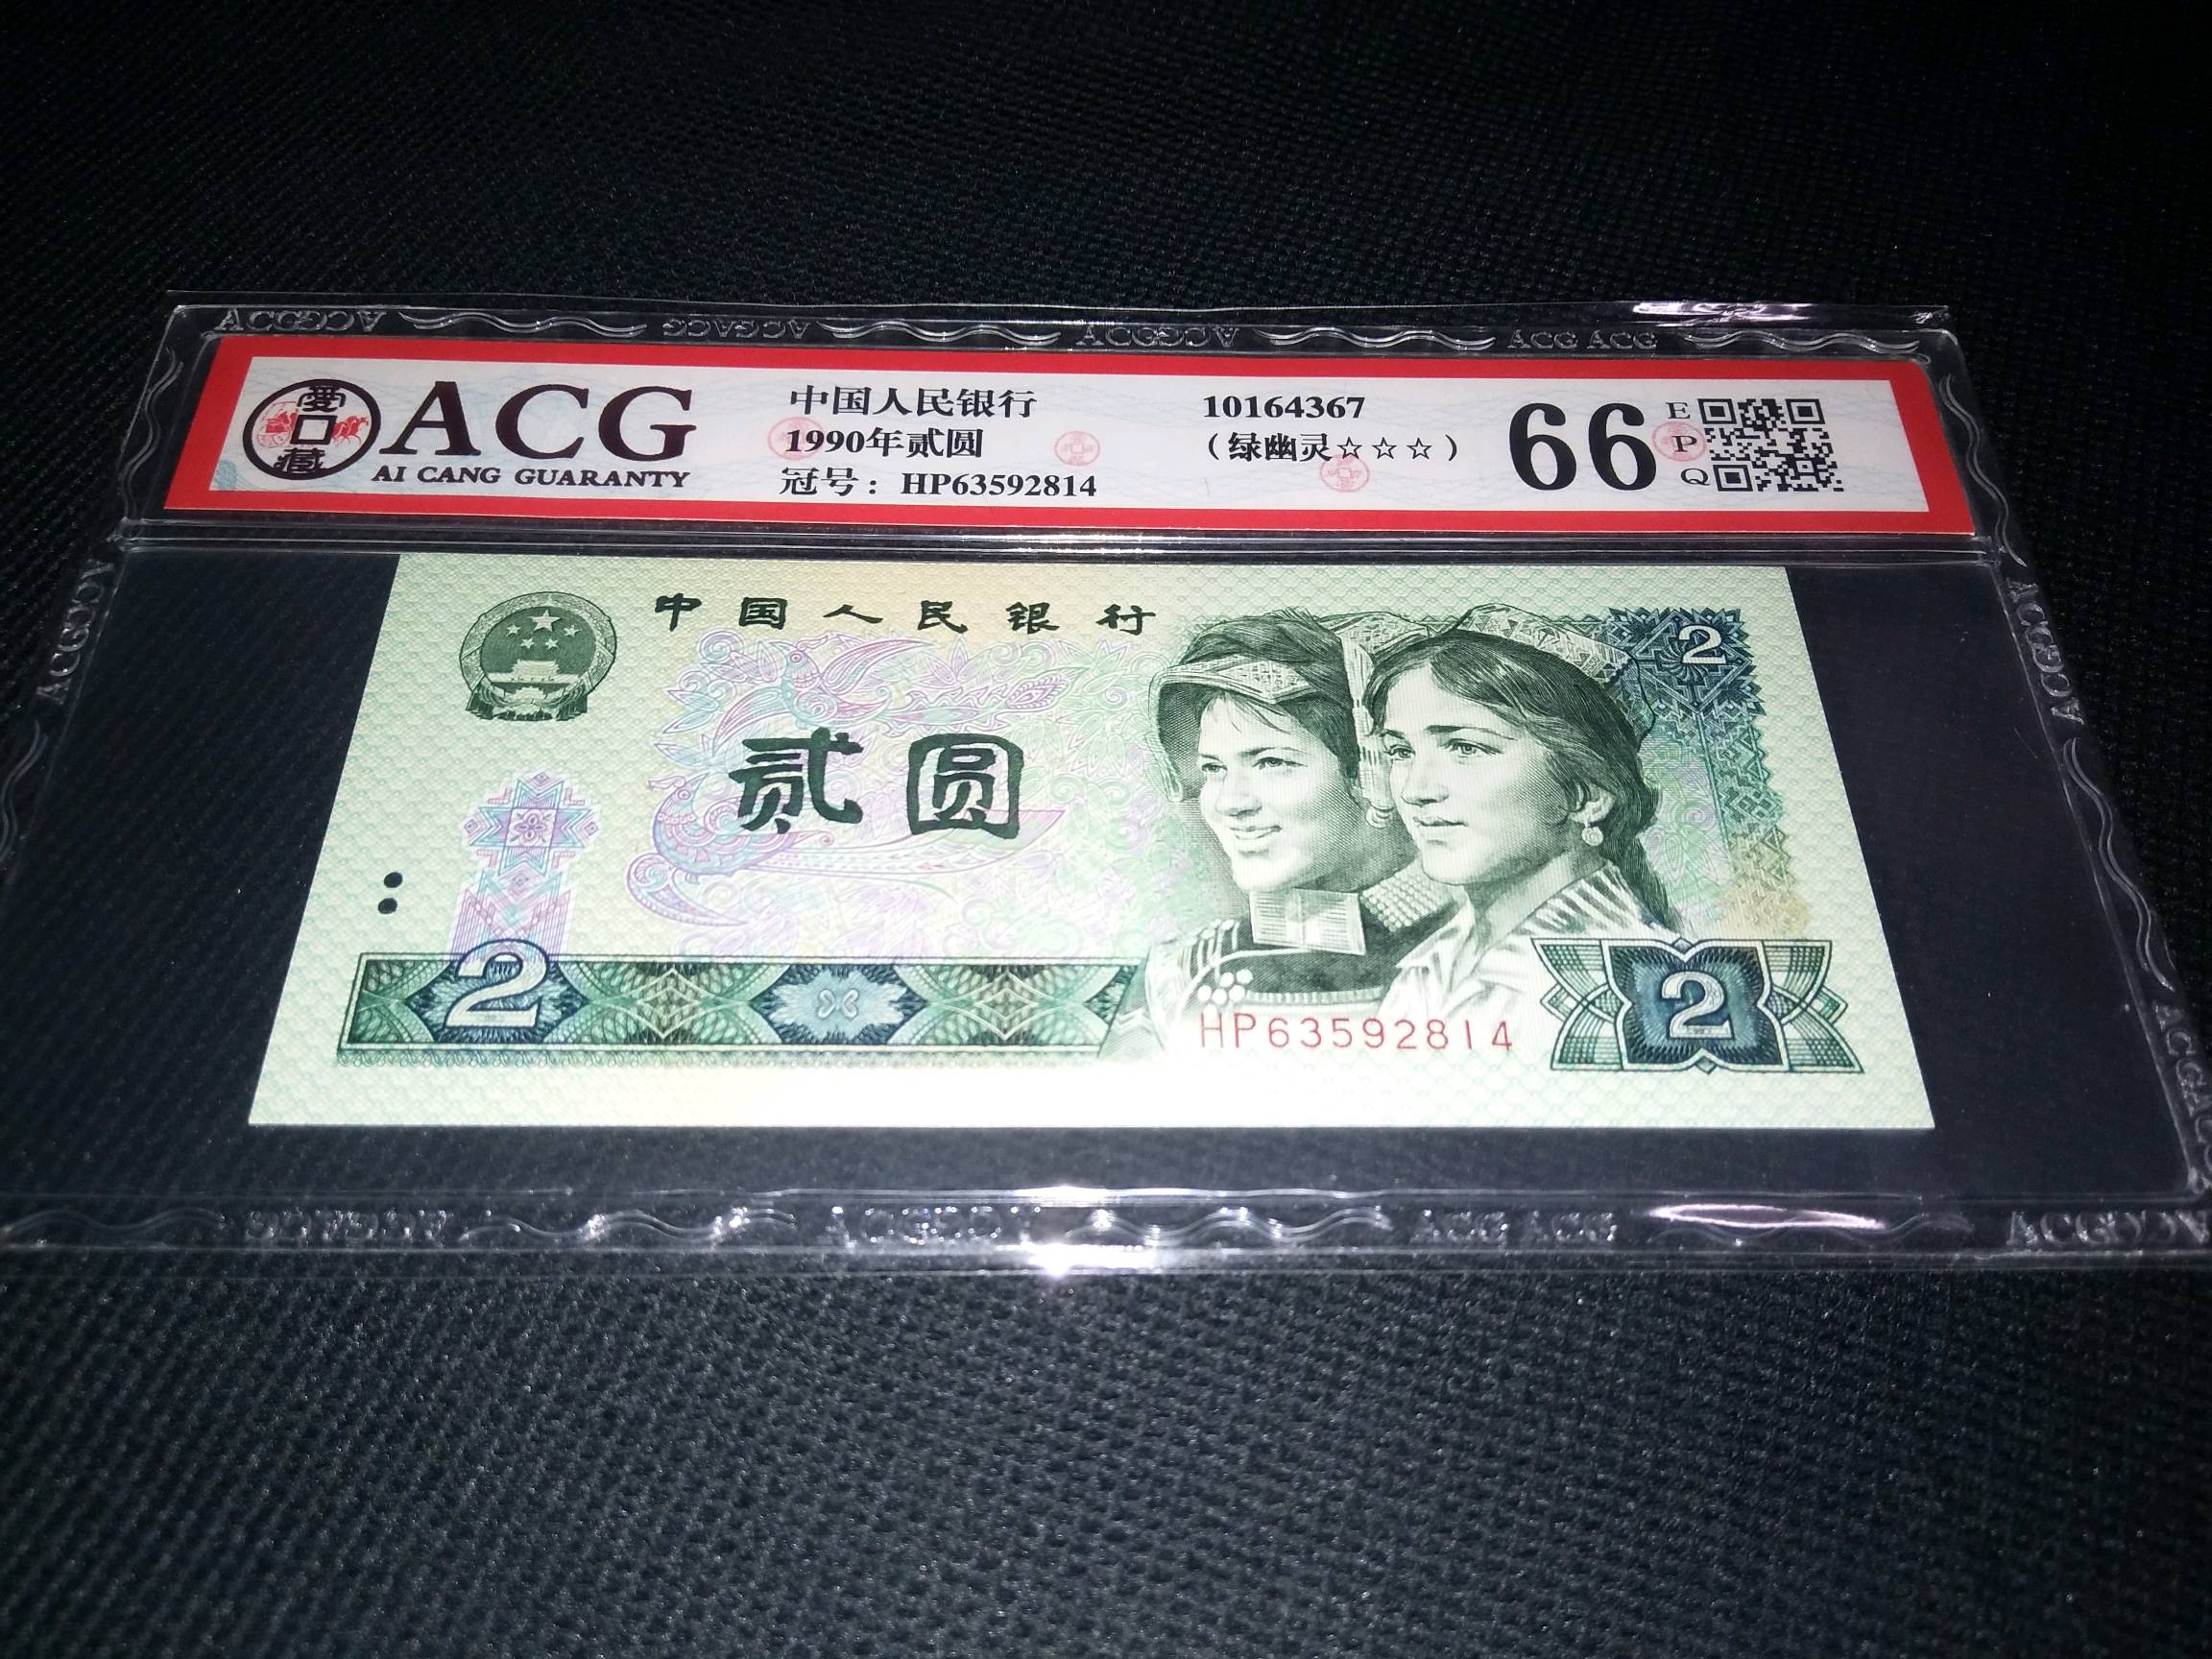 ACGACG ACGACG ACGACG ACG ACG
愛藏 ACG
AI CANG GUARANTY
中国人民银行
1990年贰圆
冠号：HP63592814
10164367
（绿幽灵☆☆☆）
66
E
P
Q
中国人民银行
2
贰圆
2
HP63592814
2
ACG ACG